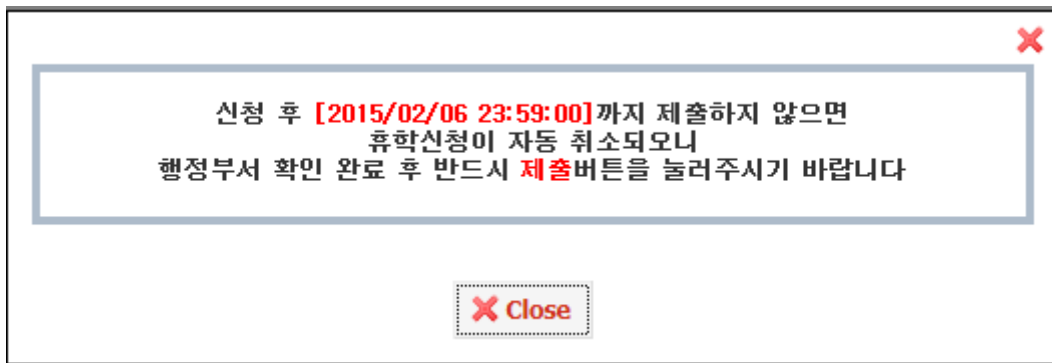 신청 후 [2015/02/06 23:59:00]까지 제출하지 않으면
휴학신청이 자동 취소되오니
행정부서 확인 완료 후 반드시 제출버튼을 눌러주시기 바랍니다
Close